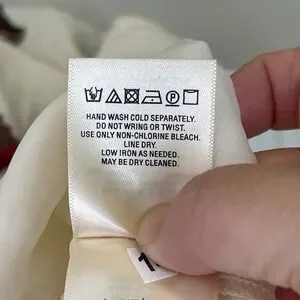 HAND WASH COLD SEPARATELY.
DO NOT WRING OR TWIST.
USE ONLY NON-CHLORINE BLEACH.
LINE DRY.
LOW IRON AS NEEDED.
MAY BE DRY CLEANED.